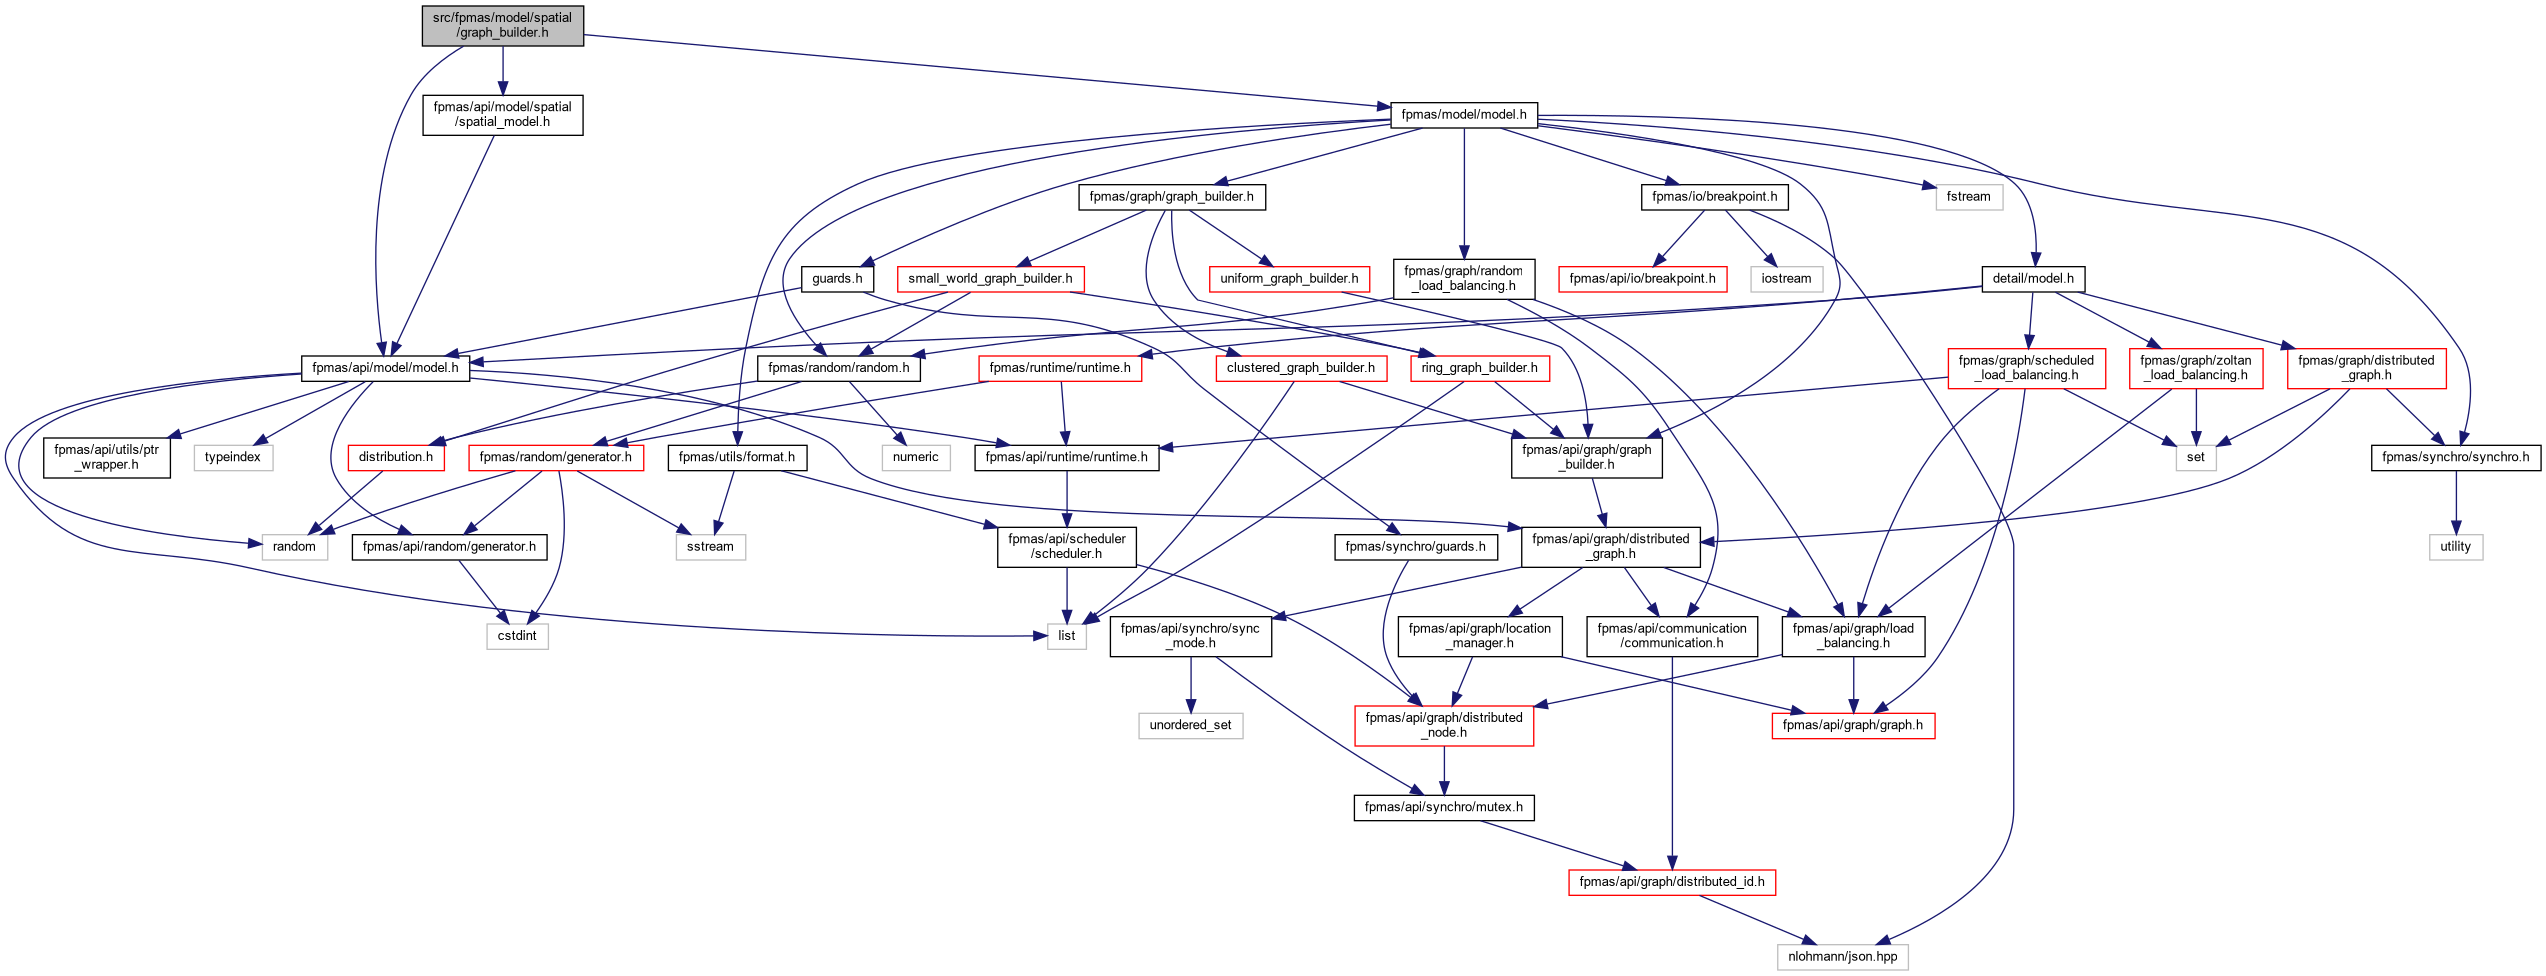 src/fpmas/model/spatial
/graph_builder.h
fpmas/api/model/spatial
/spatial_model.h
fpmas/model/model.h
fpmas/graph/graph_builder.h
fpmas/io/breakpoint.h
fstream
guards.h
small_world_graph_builder.h
uniform_graph_builder.h
fpmas/graph/random
_load_balancing.h
fpmas/api/io/breakpoint.h
iostream
detail/model.h
fpmas/api/model/model.h
fpmas/random/random.h
fpmas/runtime/runtime.h
clustered_graph_builder.h
ring_graph_builder.h
fpmas/graph/scheduled
_load_balancing.h
fpmas/graph/zoltan
_load_balancing.h
fpmas/graph/distributed
_graph.h
fpmas/api/utils/ptr
_wrapper.h
typeindex
distribution.h
fpmas/random/generator.h
fpmas/utils/format.h
numeric
fpmas/api/runtime/runtime.h
fpmas/api/graph/graph
_builder.h
set
fpmas/synchro/synchro.h
random
fpmas/api/random/generator.h
sstream
fpmas/api/scheduler
/scheduler.h
fpmas/synchro/guards.h
fpmas/api/graph/distributed
_graph.h
utility
cstdint
list
fpmas/api/synchro/sync
_mode.h
fpmas/api/graph/location
_manager.h
fpmas/api/communication
/communication.h
fpmas/api/graph/load
_balancing.h
unordered_set
fpmas/api/graph/distributed
_node.h
fpmas/api/graph/graph.h
fpmas/api/synchro/mutex.h
fpmas/api/graph/distributed_id.h
nlohmann/json.hpp